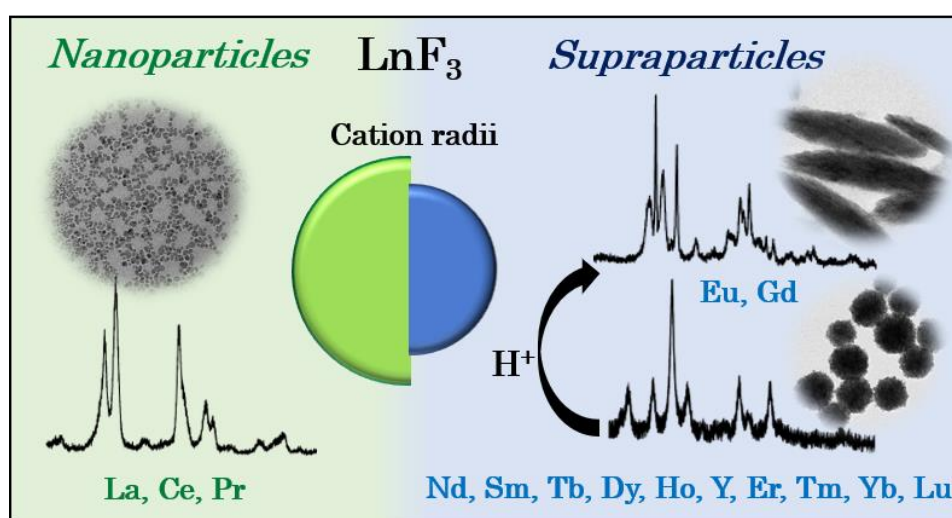 Nanoparticles
LnF₃
Supraparticles
Cation radii
Eu, Gd
H⁺
La, Ce, Pr
Nd, Sm, Tb, Dy, Ho, Y, Er, Tm, Yb, Lu